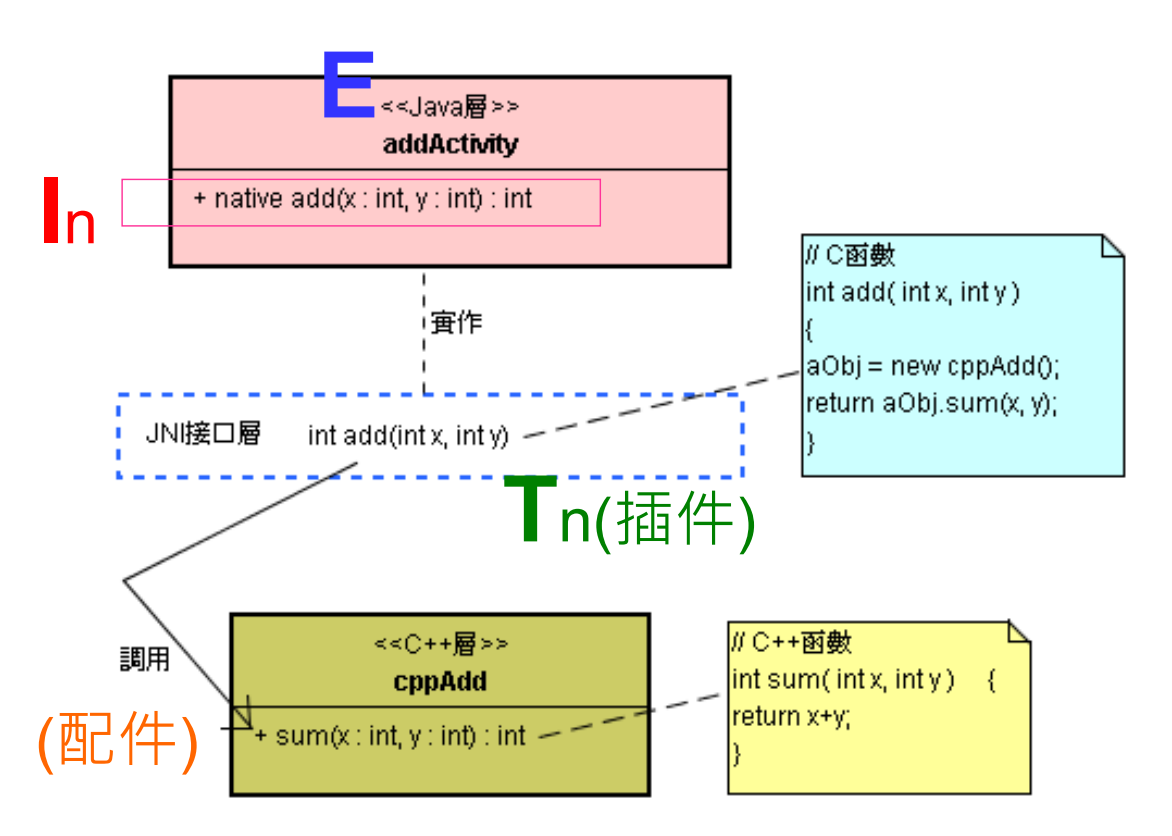 E
<<Java層>>
addActivity
In
+ native add(x : int, y : int) : int
實作
// C函數
int add( int x, int y )
{
aObj = new cppAdd();
return aObj.sum(x, y);
}
JNI接口層 int add(int x, int y)
Tn(插件)
調用
(配件)
<<C++層>>
cppAdd
+ sum(x : int, y : int) : int
// C++函數
int sum( int x, int y ) {
return x+y;
}